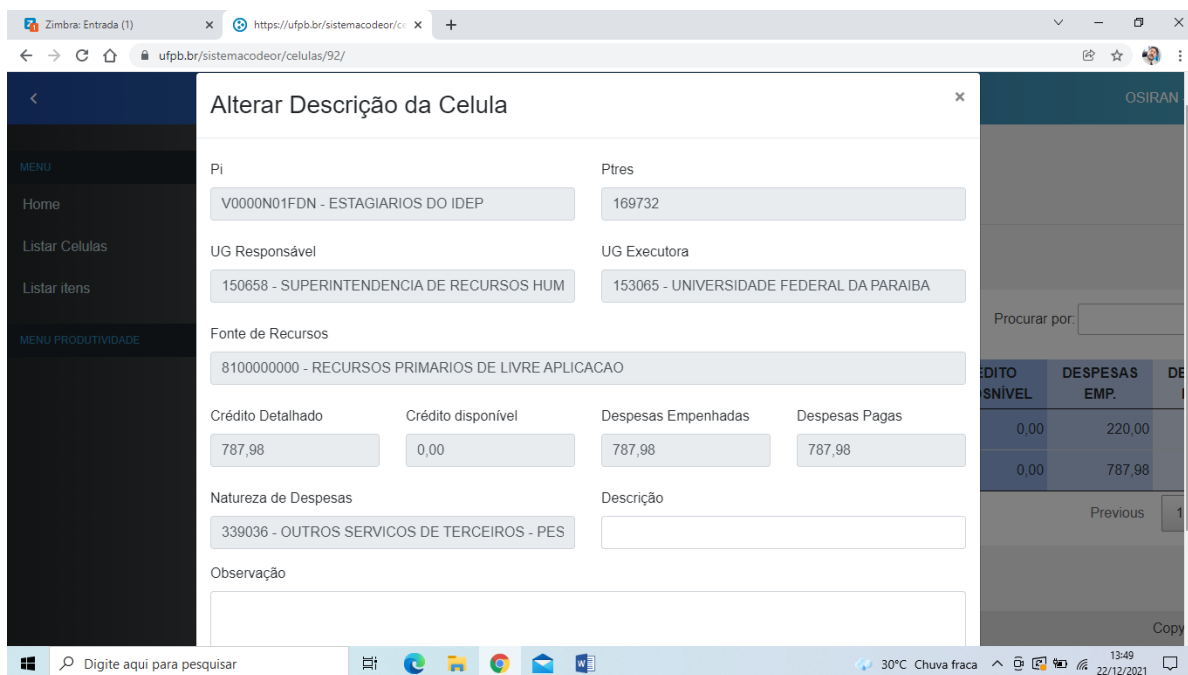 Zimbra: Entrada (1)
https://ufpb.br/sistemacodeor/ce
ufpb.br/sistemacodeor/celulas/92/
Alterar Descrição da Celula
×
OSIRAN
MENU
Home
Listar Celulas
Listar itens
MENU PRODUTIVIDADE
Pi
Ptres
V0000N01FDN - ESTAGIARIOS DO IDEP
169732
UG Responsável
UG Executora
150658 - SUPERINTENDENCIA DE RECURSOS HUM
153065 - UNIVERSIDADE FEDERAL DA PARAIBA
Fonte de Recursos
8100000000 - RECURSOS PRIMARIOS DE LIVRE APLICACAO
Crédito Detalhado
Crédito disponível
Despesas Empenhadas
Despesas Pagas
787,98
0,00
787,98
787,98
Natureza de Despesas
Descrição
339036 - OUTROS SERVICOS DE TERCEIROS - PES
Observação
Procurar por:
EDITO
SNÍVEL
DESPESAS
EMP.
DE
0,00
220,00
0,00
787,98
Previous
1
Copy
Digite aqui para pesquisar
30°C Chuva fraca
13:49
22/12/2021